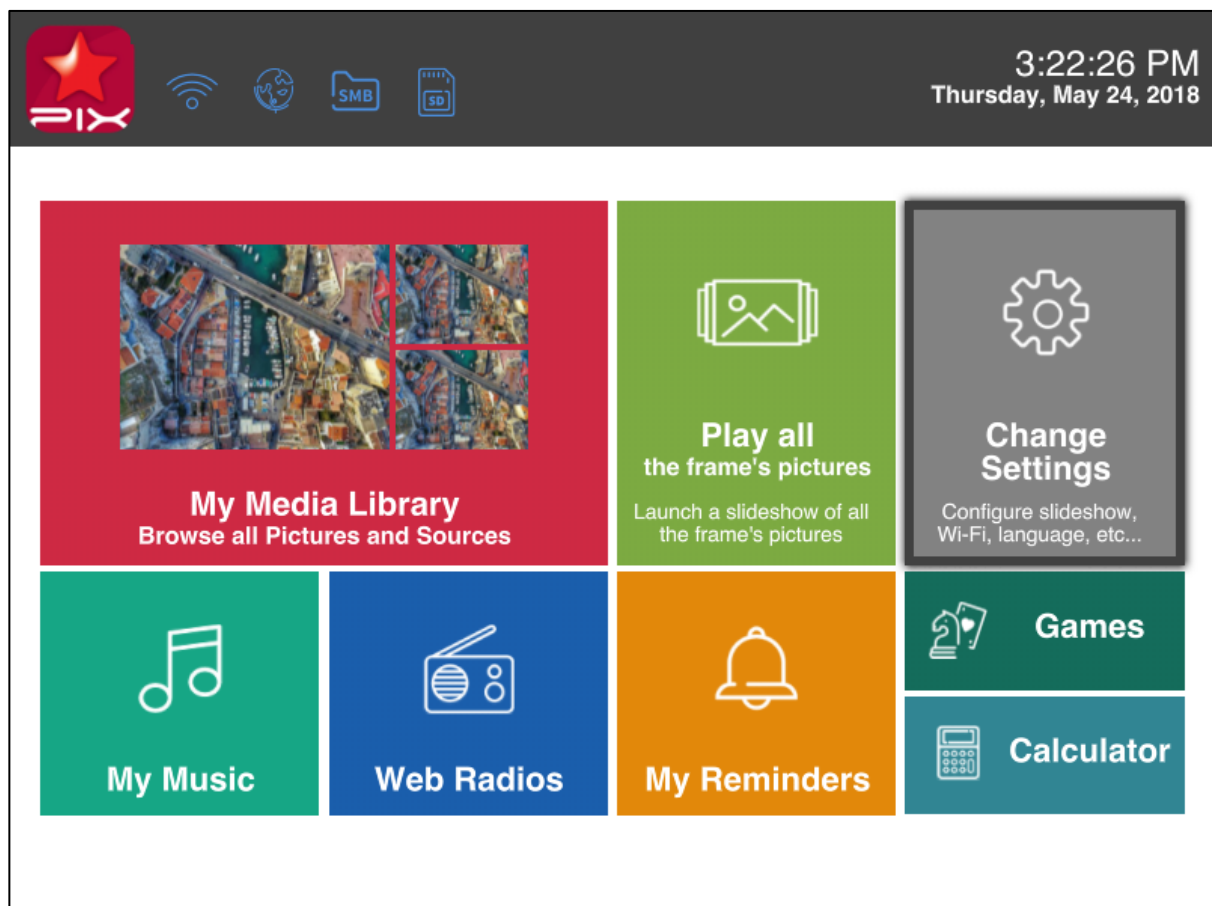 PIX
SMB
SD
3:22:26 PM
Thursday, May 24, 2018
My Media Library
Browse all Pictures and Sources
Play all
the frame's pictures
Launch a slideshow of all
the frame's pictures
Change
Settings
Configure slideshow,
Wi-Fi, language, etc...
My Music
Web Radios
My Reminders
Games
Calculator